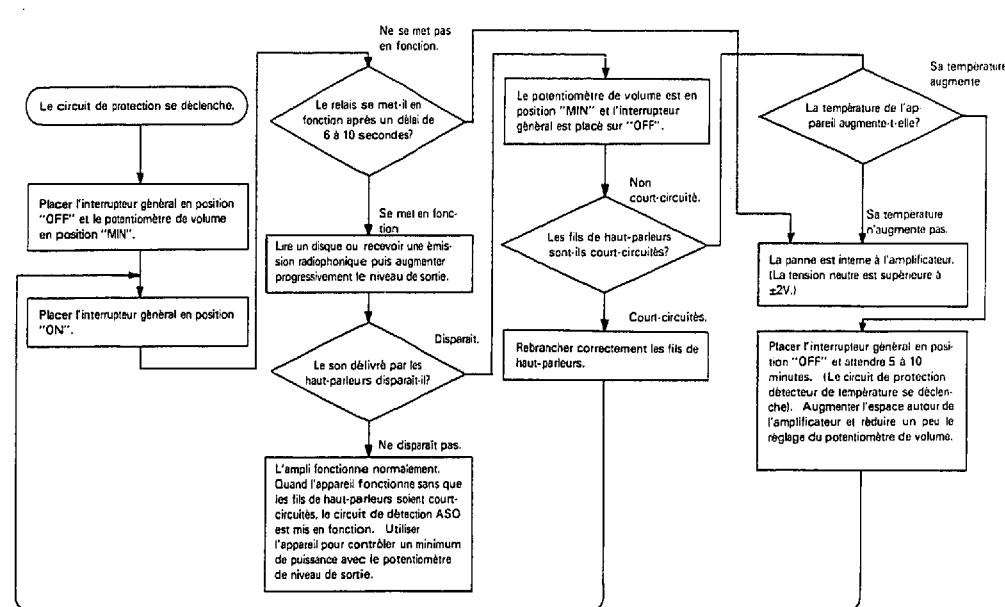 Le circuit de protection se déclenche.
Placer l'interrupteur général en position
"OFF" et le potentiomètre de volume
en position "MIN".
Placer l'interrupteur général en position
"ON".
Ne se met pas
en fonction.
Le relais se met-il en
fonction après un délai de
6 à 10 secondes?
Se met en fonc-
tion
Lire un disque ou recevoir une émis-
sion radiophonique puis augmenter
progressivement le niveau de sortie.
Disparaît.
Le son délivré par les
haut-parleurs disparaît-il?
Ne disparaît pas.
L'ampli fonctionne normalement.
Quand l'appareil fonctionne sans que
les fils de haut-parleurs soient court-
circuités, le circuit de détection ASO
est mis en fonction. Utiliser
l'appareil pour contrôler un minimum
de puissance avec le potentiomètre
de niveau de sortie.
Le potentiomètre de volume est en
position "MIN" et l'interrupteur
général est placé sur "OFF".
Non
court-circuité.
Les fils de haut-parleurs
sont-ils court-circuités?
Court-circuités.
Rebrancher correctement les fils de
haut-parleurs.
Sa température
augmente
La température de l'ap-
pareil augmente-t-elle?
Sa température
n'augmente pas.
La panne est interne à l'amplificateur.
(La tension neutre est supérieure à
±2V.)
Placer l'interrupteur général en posi-
tion "OFF" et attendre 5 à 10
minutes. (Le circuit de protection
détecteur de température se déclen-
che). Augmenter l'espace autour de
l'amplificateur et réduire un peu le
réglage du potentiomètre de volume.